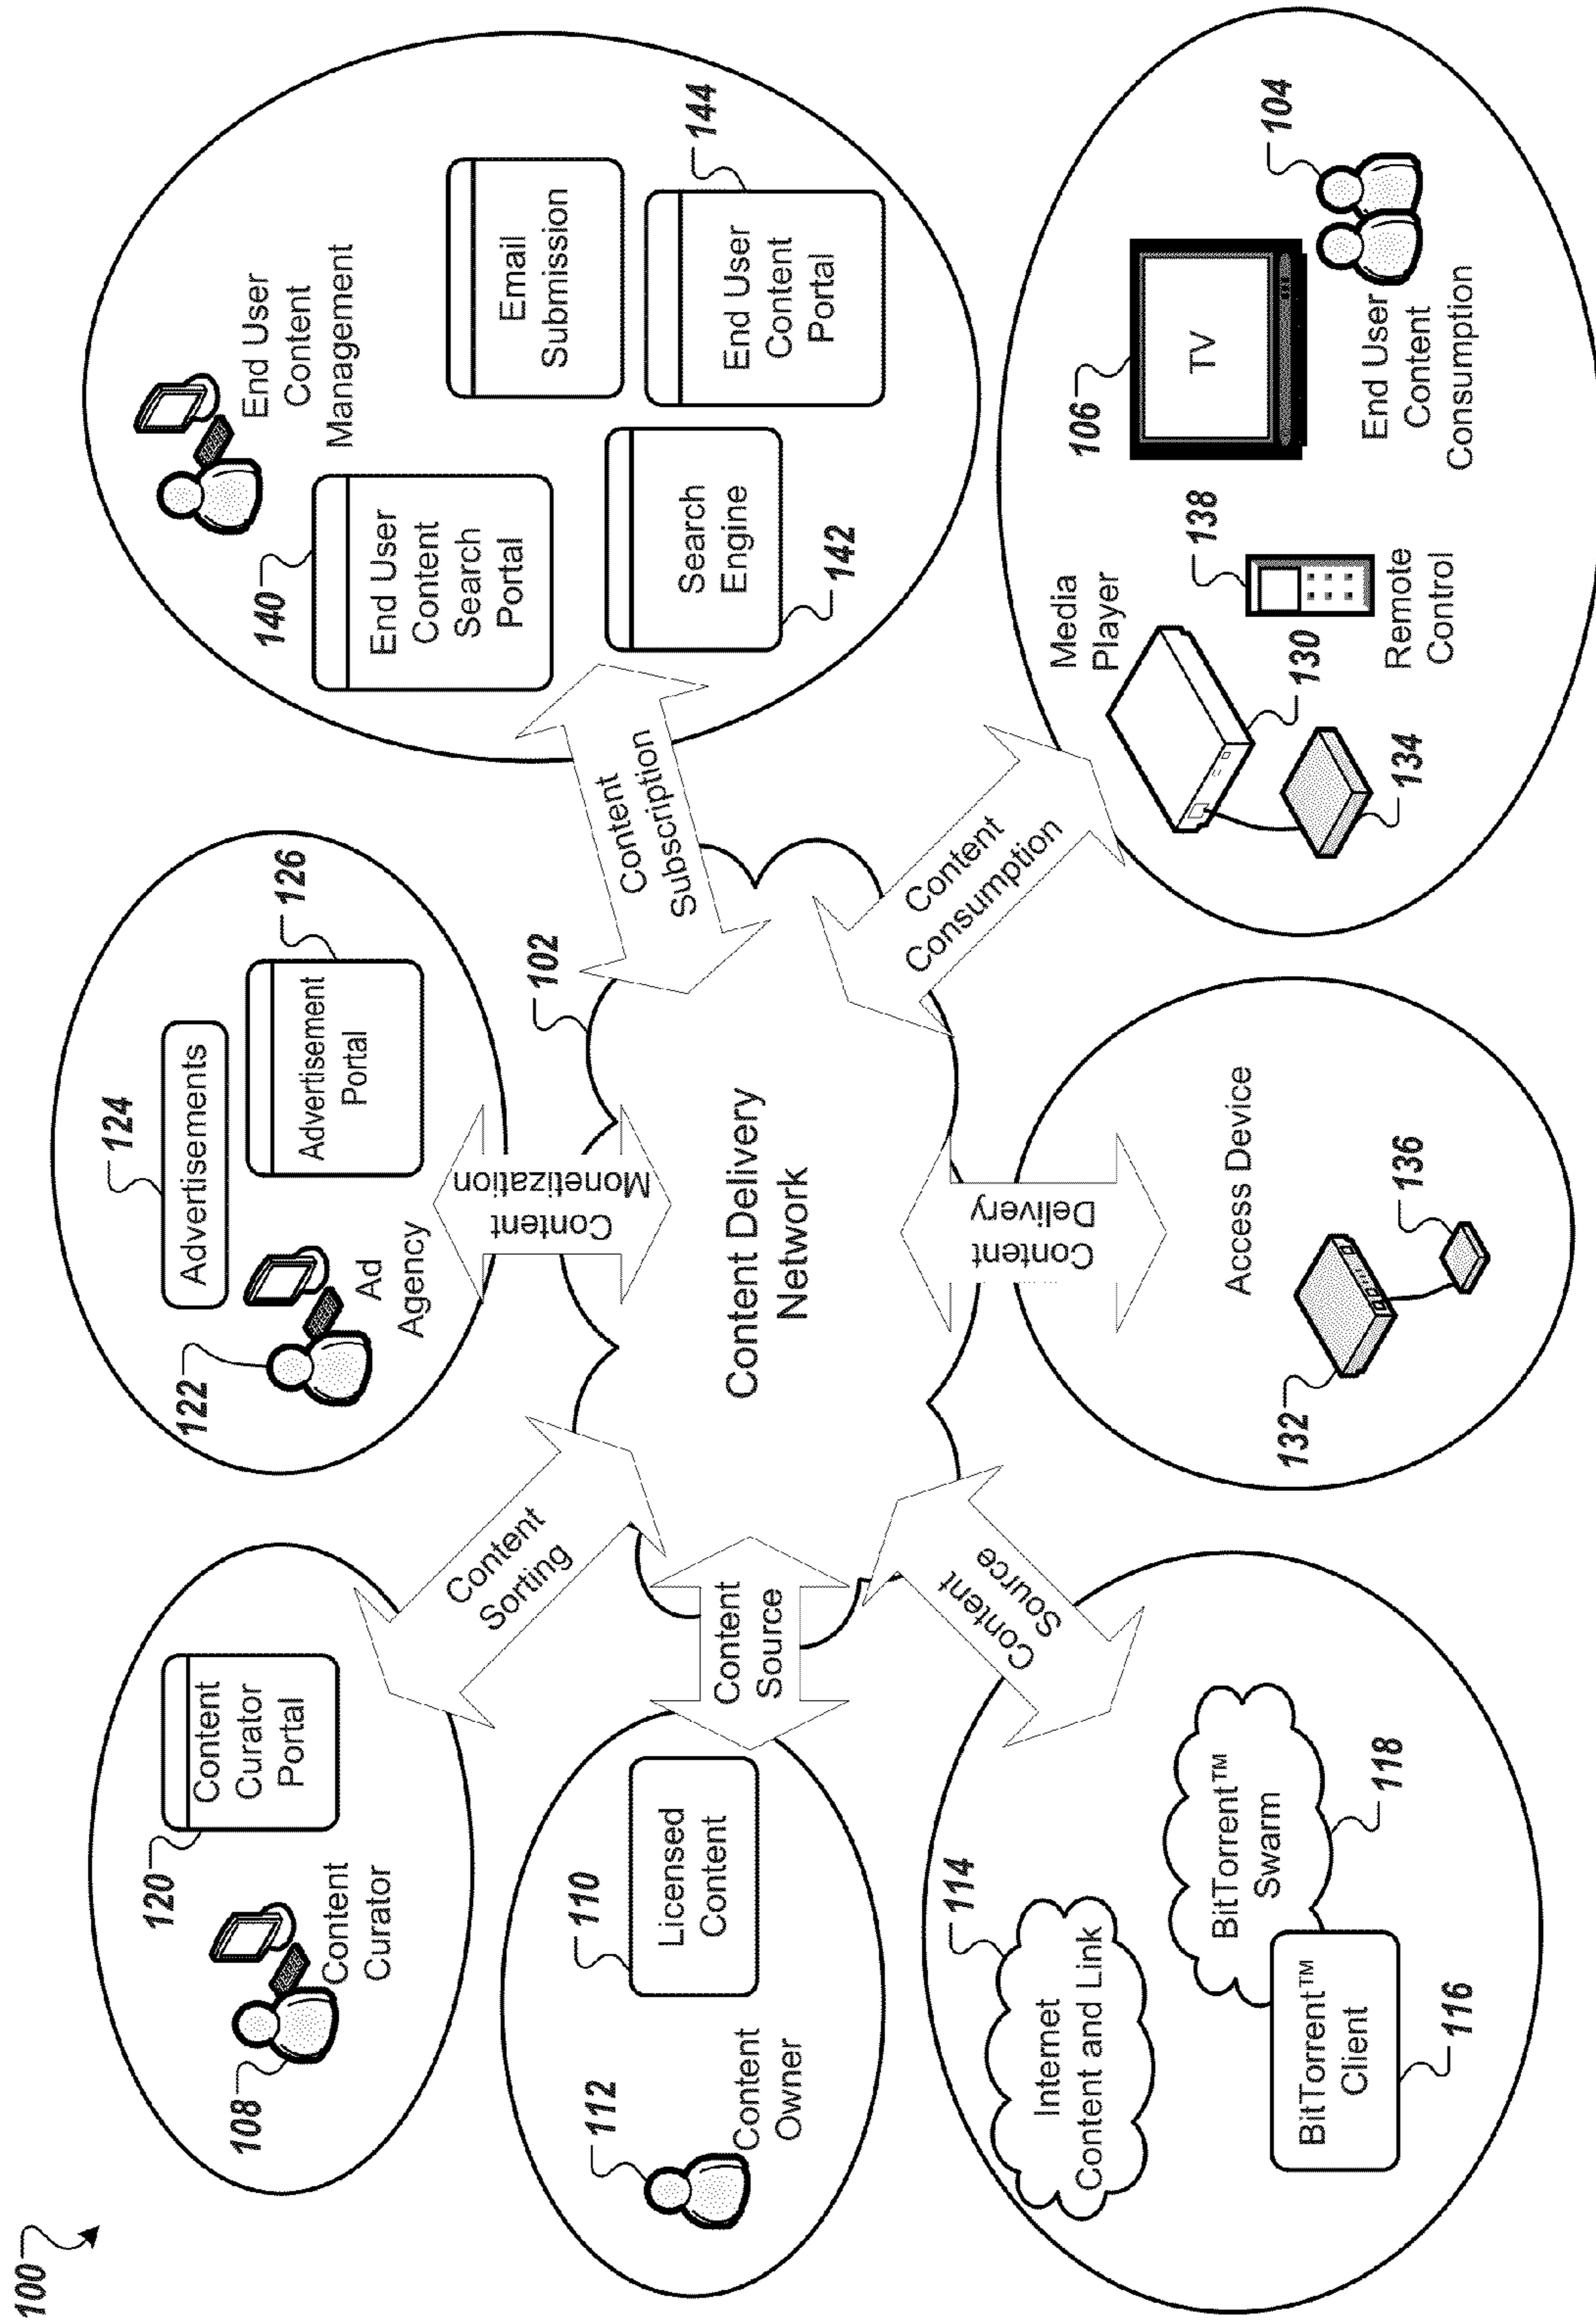 100
108
Content
Curator
120
Content
Curator
Portal
Content
Sorting
122
Ad
Agency
124
Advertisements
126
Advertisement
Portal
Content
Monetization
End User
Content
Management
140
End User
Content
Search
Portal
Email
Submission
Search
Engine
142
End User
Content
Portal
144
Content
Subscription
112
Content
Owner
110
Licensed
Content
Content
Source
102
Content Delivery
Network
114
Internet
Content and Link
BitTorrent™
Swarm
118
BitTorrent™
Client
116
Content
Source
Content
Delivery
Access Device
132
136
Content
Consumption
Media
Player
130
134
138
Remote
Control
106
TV
104
End User
Content
Consumption